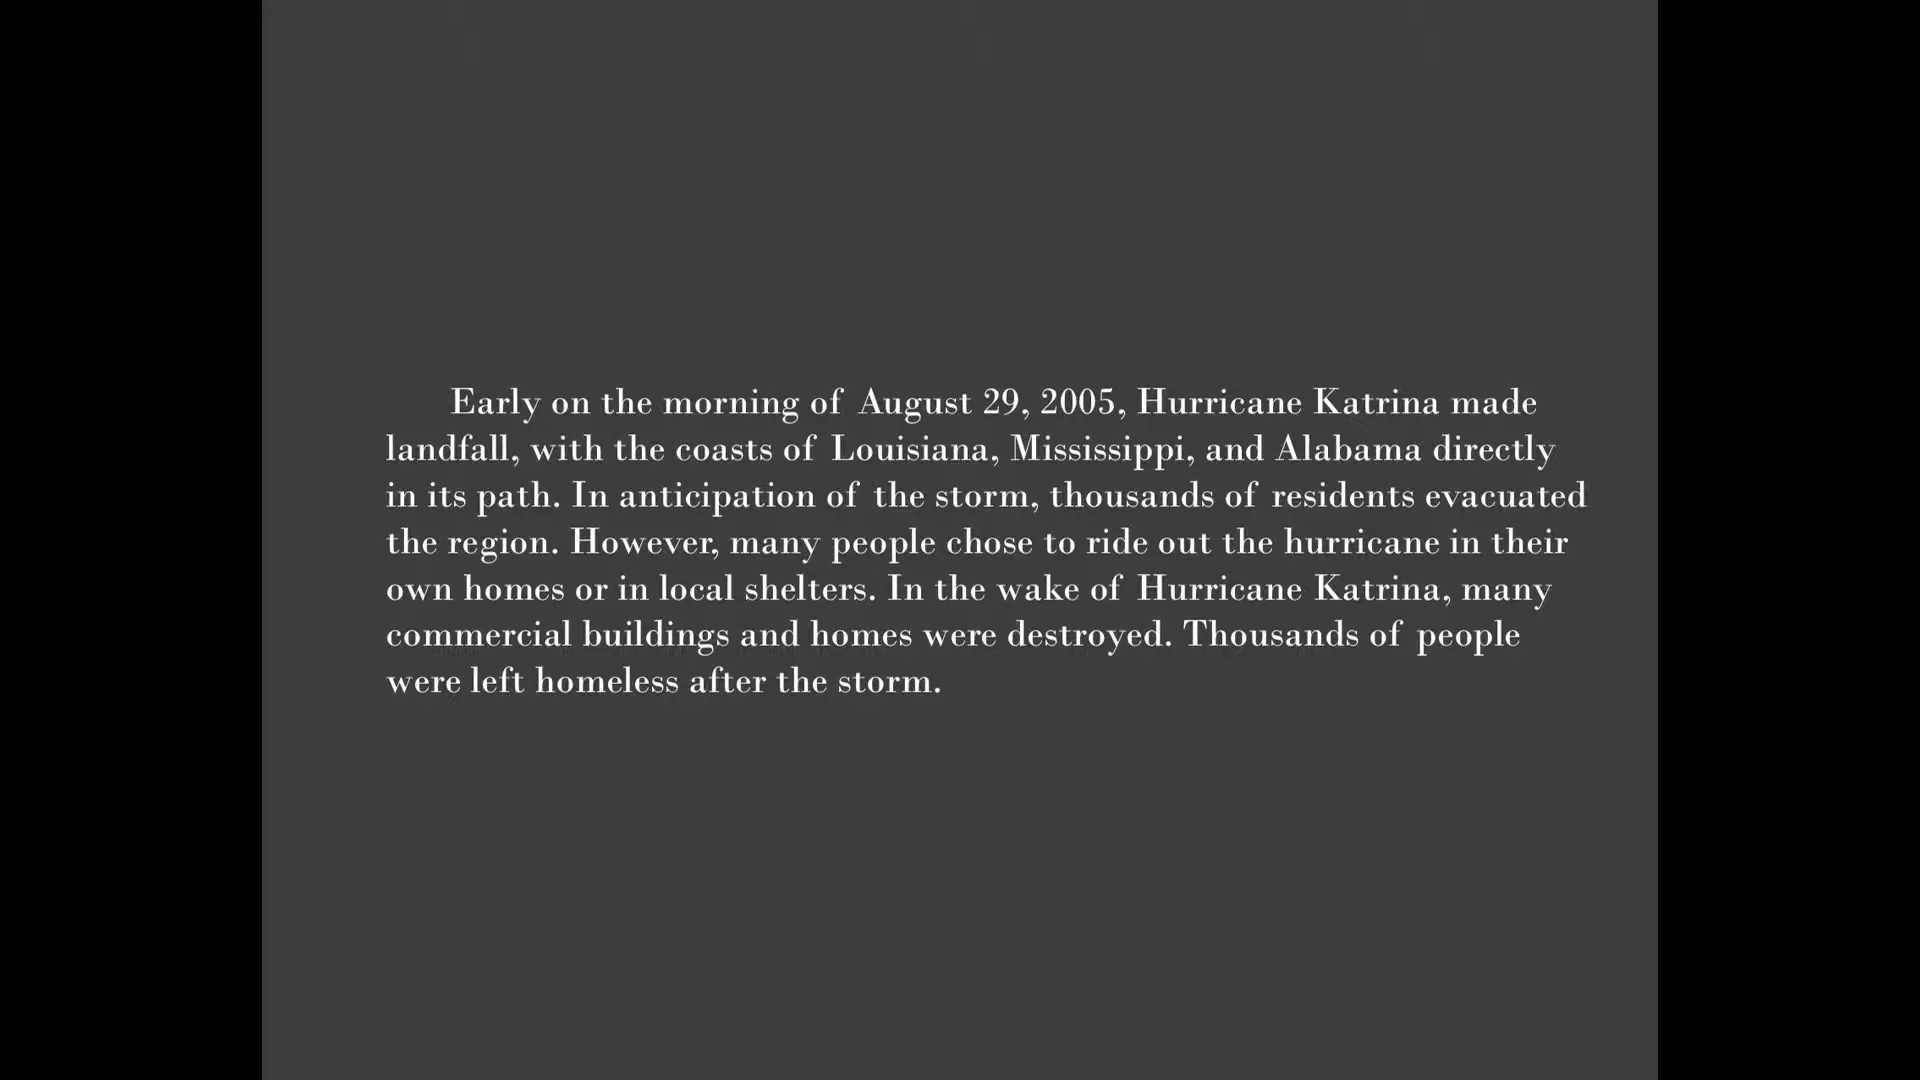 Early on the morning of August 29, 2005, Hurricane Katrina made
landfall, with the coasts of Louisiana, Mississippi, and Alabama directly
in its path. In anticipation of the storm, thousands of residents evacuated
the region. However, many people chose to ride out the hurricane in their
own homes or in local shelters. In the wake of Hurricane Katrina, many
commercial buildings and homes were destroyed. Thousands of people
were left homeless after the storm.